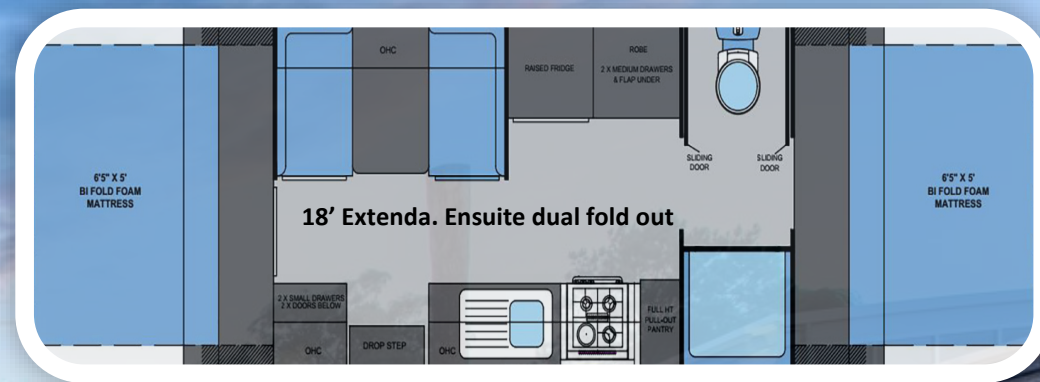 OHC
RAISED FRIDGE
ROBE
2 X MEDIUM DRAWERS
& FLAP UNDER
SLIDING
DOOR
SLIDING
DOOR
6'5" X 5'
BI FOLD FOAM
MATTRESS
6'5" X 5'
BI FOLD FOAM
MATTRESS
18’ Extenda. Ensuite dual fold out
2 X SMALL DRAWERS
2 X DOORS BELOW
OHC
DROP STEP
OHC
FULL HT
PULL-OUT
PANTRY